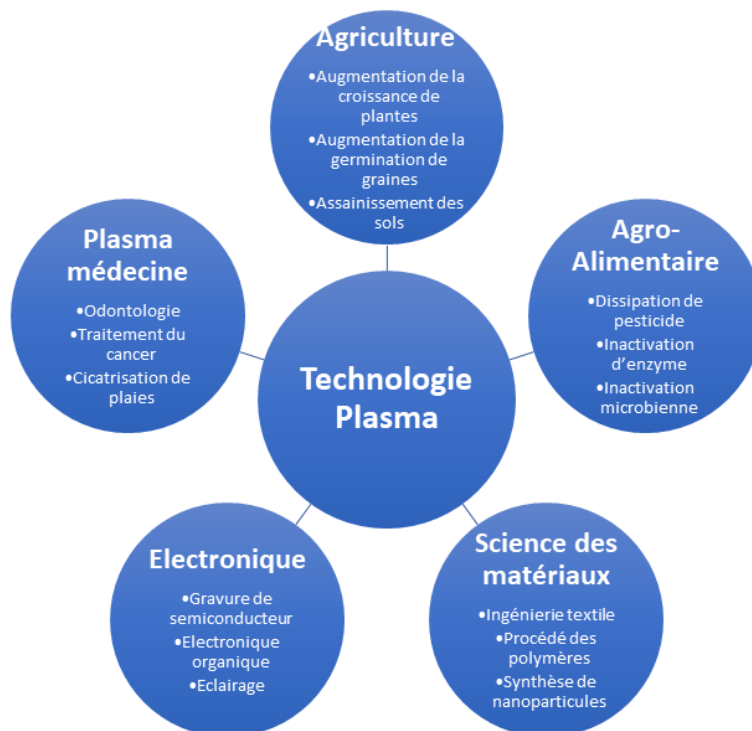 Agriculture
•Augmentation de la
croissance de
plantes
•Augmentation de la
germination de
graines
•Assainissement des
sols
Plasma
médecine
•Odontologie
•Traitement du
cancer
•Cicatrisation de
plaies
Agro-
Alimentaire
•Dissipation de
pesticide
•Inactivation
d’enzyme
•Inactivation
microbienne
Technologie
Plasma
Electronique
•Gravure de
semiconducteur
•Electronique
organique
•Eclairage
Science des
matériaux
•Ingénierie textile
•Procédé des
polymères
•Synthèse de
nanoparticules